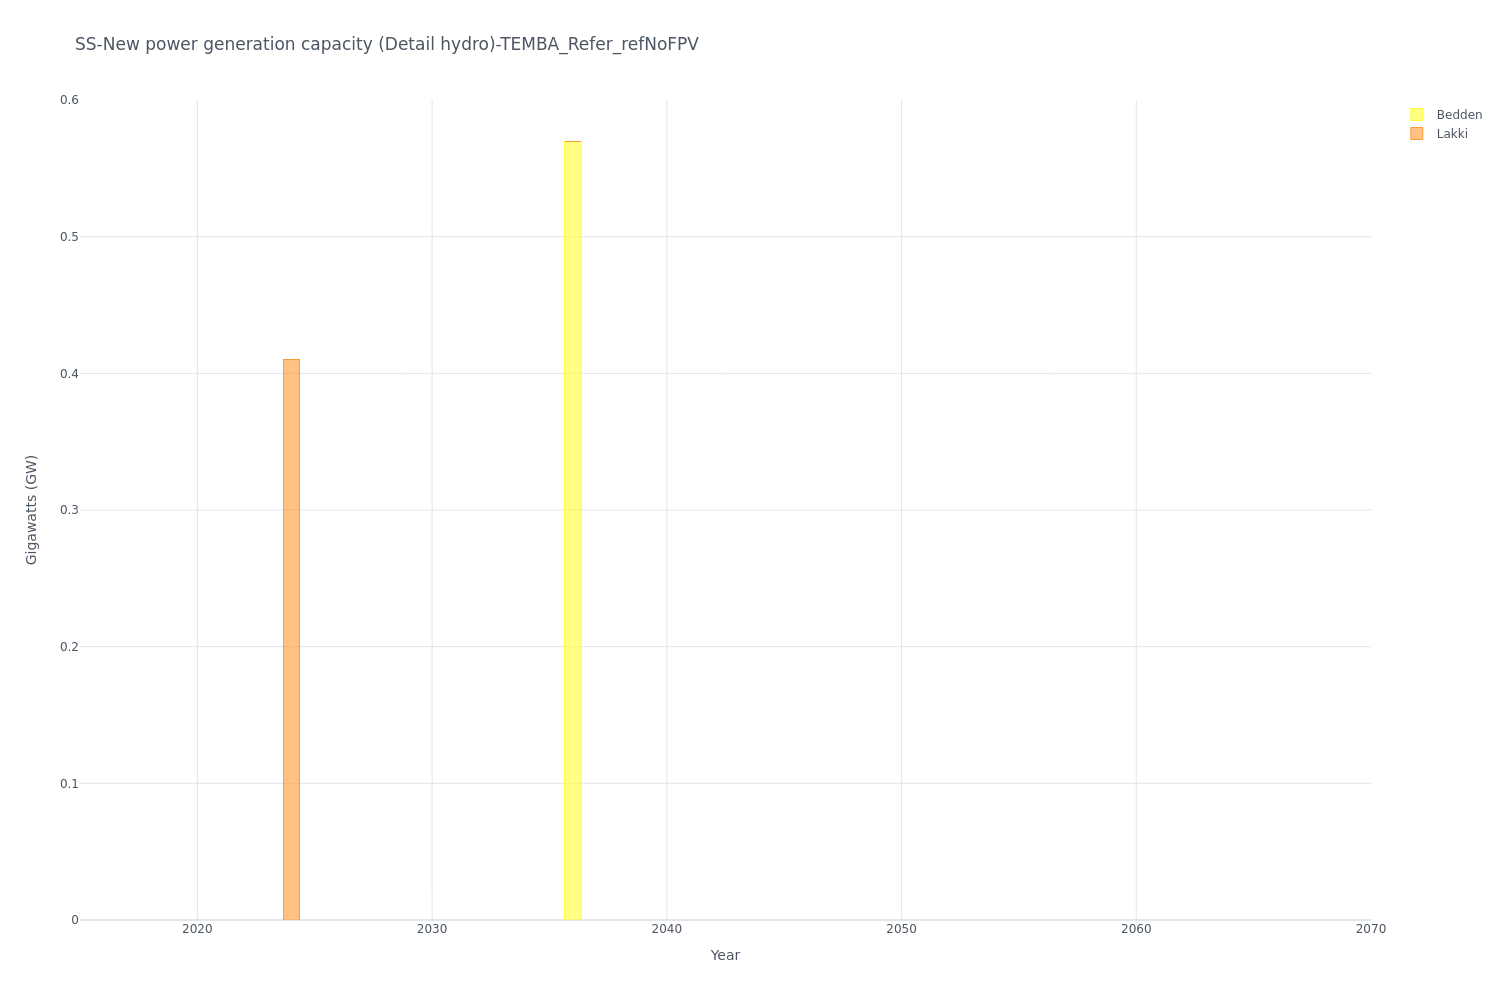 SS-New power generation capacity (Detail hydro)-TEMBA_Refer_refNoFPV
0.6
0.5
0.4
0.3
0.2
0.1
0
Gigawatts (GW)
2020
2030
2040
2050
2060
2070
Year
Bedden
Lakki